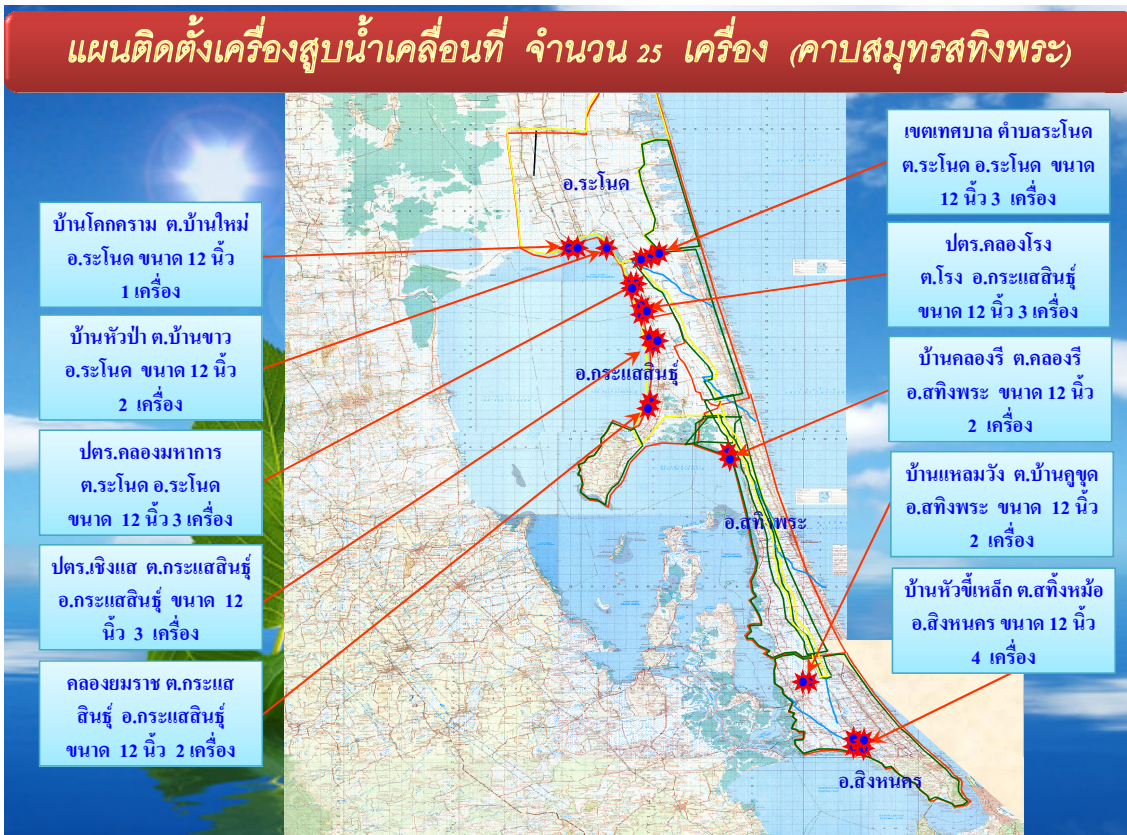 แผนติดตั้งเครื่องสูบน้ำเคลื่อนที่ จำนวน 25 เครื่อง (คาบสมุทรสทิงพระ)
บ้านโคกคราม ต.บ้านใหม่
อ.ระโนด ขนาด 12 นิ้ว
1 เครื่อง
บ้านหัวป่า ต.บ้านขาว
อ.ระโนด ขนาด 12 นิ้ว
2 เครื่อง
ปตร.คลองมหาการ
ต.ระโนด อ.ระโนด
ขนาด 12 นิ้ว 3 เครื่อง
ปตร.เชิงแส ต.กระแสสินธุ์
อ.กระแสสินธุ์ ขนาด 12
นิ้ว 3 เครื่อง
คลองยมราช ต.กระแส
สินธุ์ อ.กระแสสินธุ์
ขนาด 12 นิ้ว 2 เครื่อง
อ.ระโนด
อ.กระแสสินธุ์
อ.สทิงพระ
อ.สิงหนคร
เขตเทศบาล ตำบลระโนด
ต.ระโนด อ.ระโนด ขนาด
12 นิ้ว 3 เครื่อง
ปตร.คลองโรง
ต.โรง อ.กระแสสินธุ์
ขนาด 12 นิ้ว 3 เครื่อง
บ้านคลองรี ต.คลองรี
อ.สทิงพระ ขนาด 12 นิ้ว
2 เครื่อง
บ้านแหลมวัง ต.บ้านคูขุด
อ.สทิงพระ ขนาด 12 นิ้ว
2 เครื่อง
บ้านหัวขี้เหล็ก ต.สทิ้งหม้อ
อ.สิงหนคร ขนาด 12 นิ้ว
4 เครื่อง